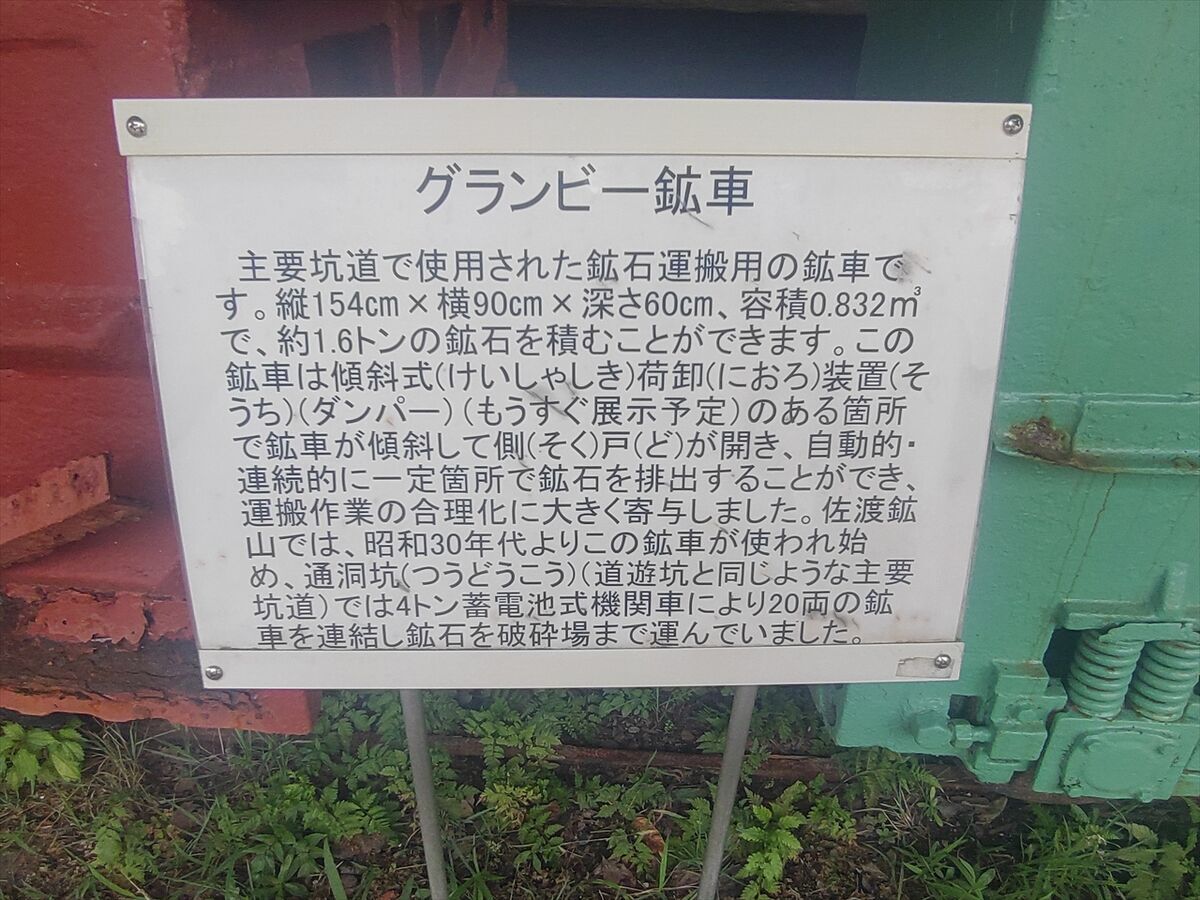 グランビー鉱車
主要坑道で使用された鉱石運搬用の鉱車で
す。縦154cm×横90cm×深さ60cm、容積0.832㎥
で、約1.6トンの鉱石を積むことができます。この
鉱車は傾斜式(けいしゃしき)荷卸(におろ)装置(そ
うち)(ダンパー)(もうすぐ展示予定)のある箇所
で鉱車が傾斜して側(そく)戸(ど)が開き、自動的・
連続的に一定箇所で鉱石を排出することができ、
運搬作業の合理化に大きく寄与しました。佐渡鉱
山では、昭和30年代よりこの鉱車が使われ始
め、通洞坑(つうどうこう)(道遊坑と同じような主要
坑道)では4トン蓄電池式機関車により20両の鉱
車を連結し鉱石を破砕場まで運んでいました。